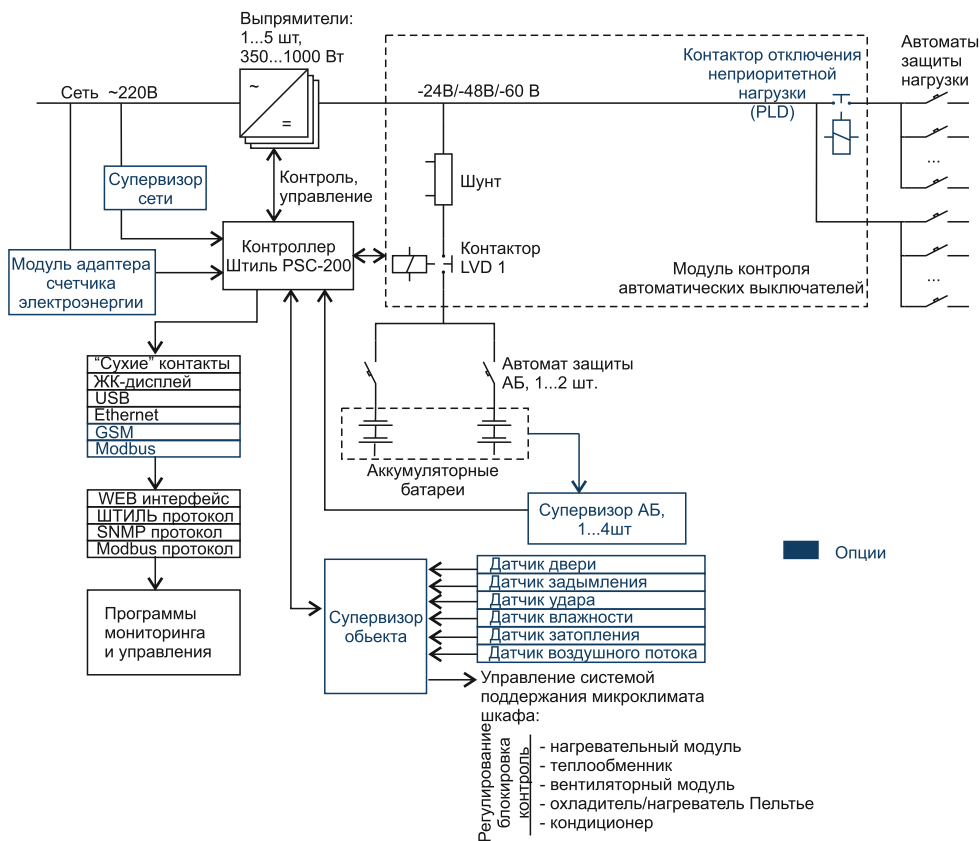 Выпрямители:
1...5 шт,
350...1000 Вт
Сеть ~220В
~
=
-24В/-48В/-60 В
Контактор отключения
неприоритетной
нагрузки
(PLD)
Автоматы
защиты
нагрузки
...
...
Супервизор
сети
Контроль,
управление
Шунт
Контроллер
Штиль PSC-200
Контактор
LVD 1
Модуль контроля
автоматических выключателей
Модуль адаптера
счетчика
электроэнергии
Автомат защиты
АБ, 1...2 шт.
Аккумуляторные
батареи
"Сухие" контакты
ЖК-дисплей
USB
Ethernet
GSM
Modbus
WEB интерфейс
ШТИЛЬ протокол
SNMP протокол
Modbus протокол
Программы
мониторинга
и управления
Супервизор АБ,
1...4шт
Опции
Супервизор
обьекта
Датчик двери
Датчик задымления
Датчик удара
Датчик влажности
Датчик затопления
Датчик воздушного потока
Управление системой
поддержания микроклимата
шкафа:
Регулирование
блокировка
контроль
- нагревательный модуль
- теплообменник
- вентиляторный модуль
- охладитель/нагреватель Пельтье
- кондиционер